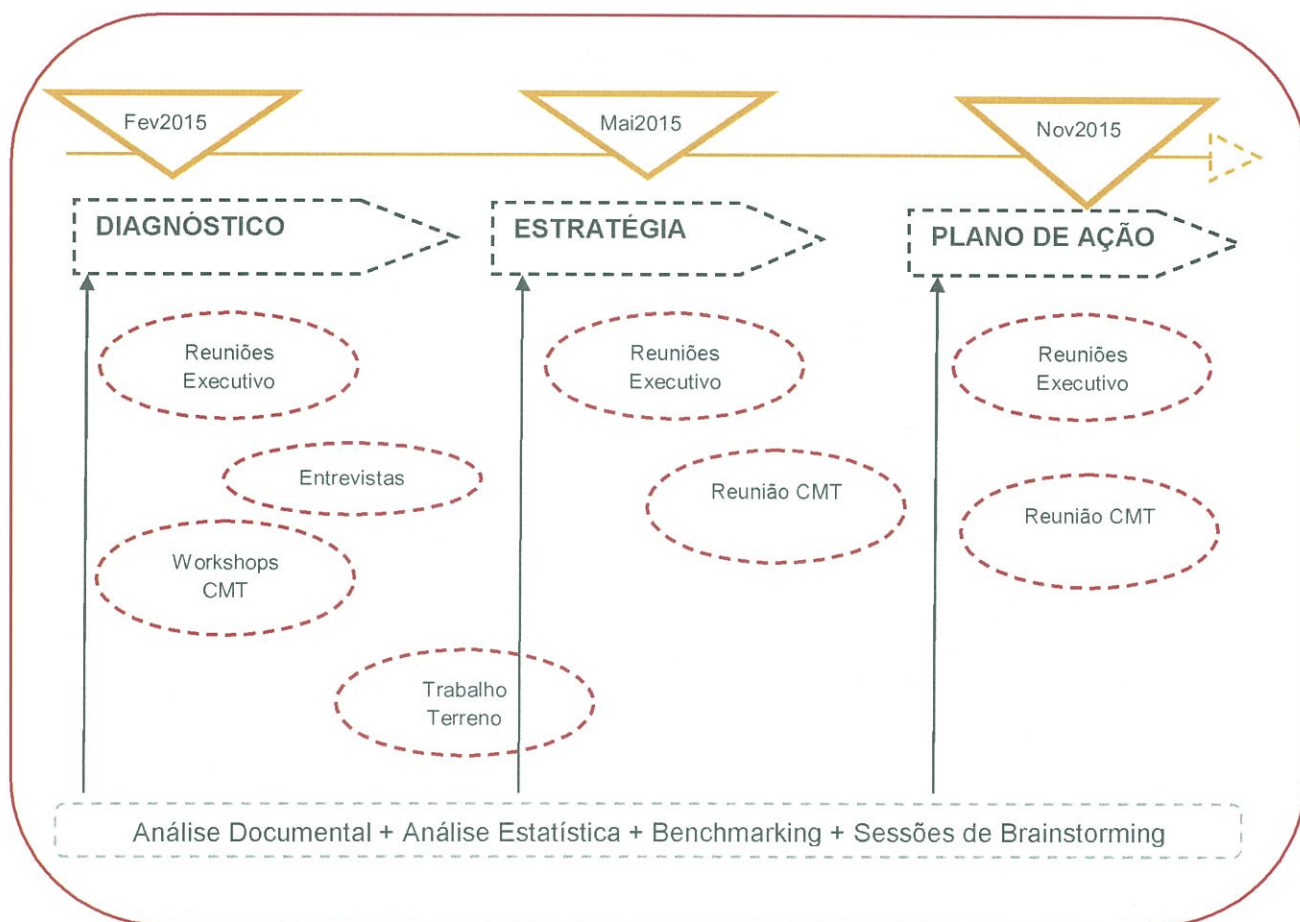 Fev2015
Mai2015
Nov2015
DIAGNÓSTICO
ESTRATÉGIA
PLANO DE AÇÃO
Reuniões
Executivo
Reuniões
Executivo
Reuniões
Executivo
Entrevistas
Reunião CMT
Reunião CMT
Workshops
CMT
Trabalho
Terreno
Análise Documental + Análise Estatística + Benchmarking + Sessões de Brainstorming